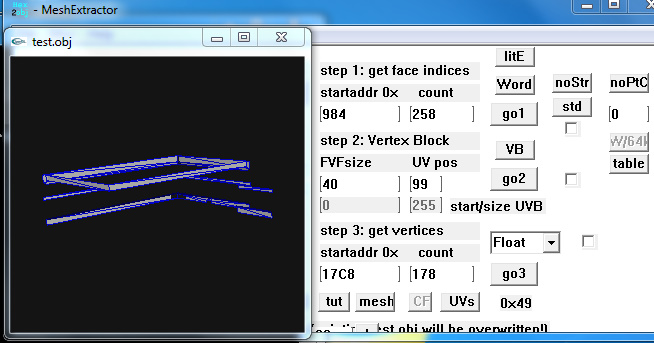 - MeshExtractor
test.obj
litE
step 1: get face indices
Word noStr noPtC
startaddr 0x count
984 258 go1 std 0
step 2: Vertex Block
VB table
FVFsize UV pos
40 99 go2
0 255 start/size UVB
step 3: get vertices
Float
startaddr 0x count
17C8 178 go3
tut mesh CF UVs 0x49
test.obj will be overwritten!)